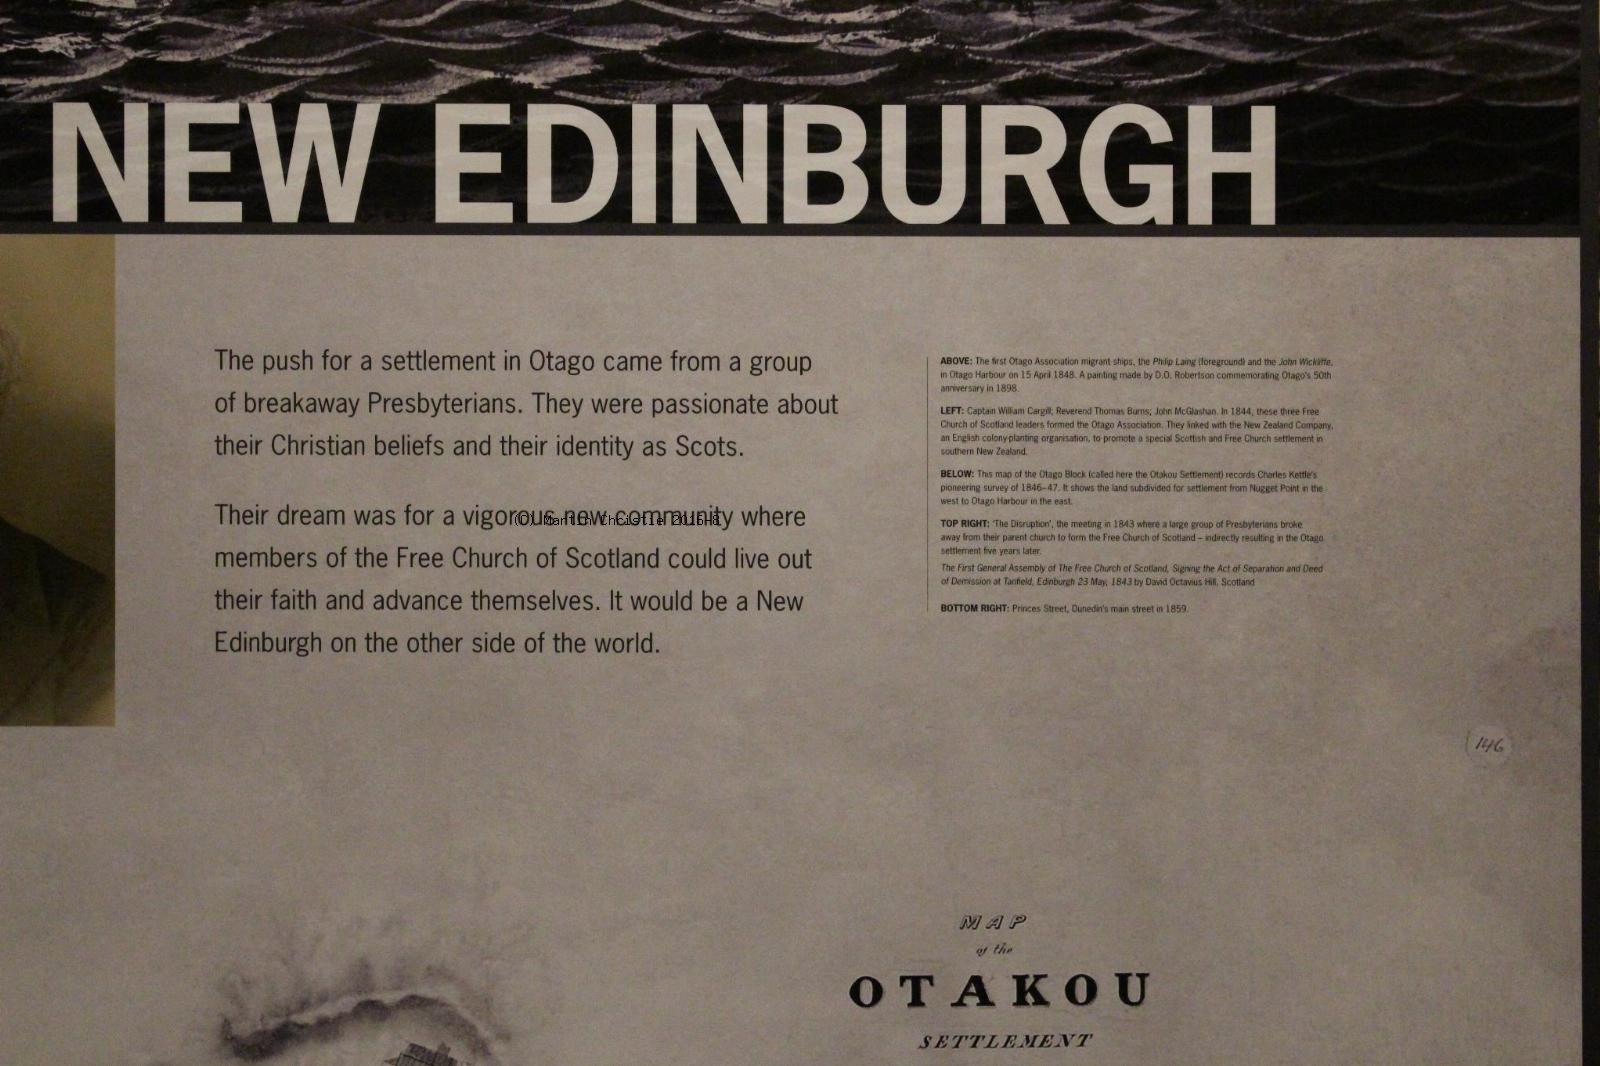 NEW EDINBURGH
The push for a settlement in Otago came from a group
of breakaway Presbyterians. They were passionate about
their Christian beliefs and their identity as Scots.
Their dream was for a vigorous new community where
members of the Free Church of Scotland could live out
their faith and advance themselves. It would be a New
Edinburgh on the other side of the world.
ABOVE: The first Otago Association migrant ships, the Philip Laing (foreground) and the John Wickliffe,
in Otago Harbour on 15 April 1848. A painting made by D.O. Robertson commemorating Otago's 50th
anniversary in 1898.
LEFT: Captain William Cargill; Reverend Thomas Burns; John McGlashan. In 1844, these three Free
Church of Scotland leaders formed the Otago Association. They linked with the New Zealand Company,
an English colony-planting organisation, to promote a special Scottish and Free Church settlement in
southern New Zealand.
BELOW: This map of the Otago Block (called here the Otakou Settlement) records Charles Kettle's
pioneering survey of 1846–47. It shows the land subdivided for settlement from Nugget Point in the
west to Otago Harbour in the east.
TOP RIGHT: 'The Disruption', the meeting in 1843 where a large group of Presbyterians broke
away from their parent church to form the Free Church of Scotland – indirectly resulting in the Otago
settlement five years later.
The First General Assembly of The Free Church of Scotland, Signing the Act of Separation and Deed
of Demission at Tanfield, Edinburgh 23 May, 1843 by David Octavius Hill, Scotland
BOTTOM RIGHT: Princes Street, Dunedin's main street in 1859.
146
MAP
of the
OTAKOU
SETTLEMENT